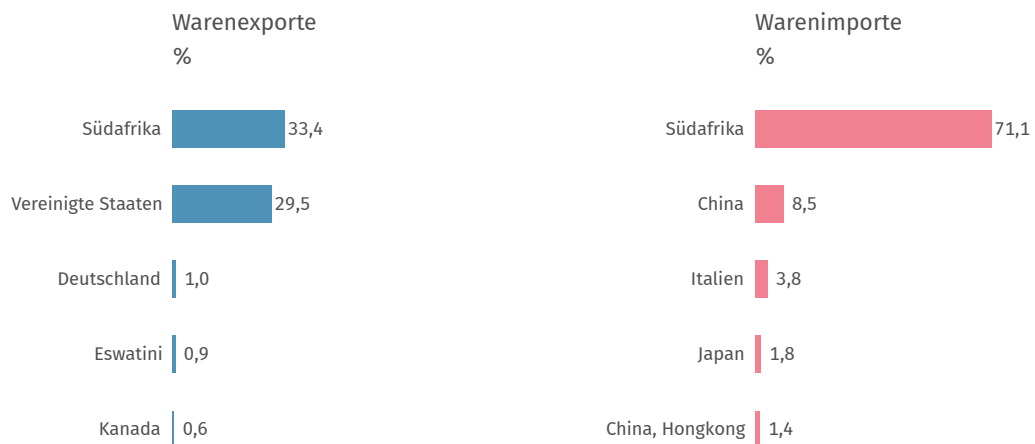 Warenexporte
%
Südafrika 33,4
Vereinigte Staaten 29,5
Deutschland 1,0
Eswatini 0,9
Kanada 0,6
Warenimporte
%
Südafrika 71,1
China 8,5
Italien 3,8
Japan 1,8
China, Hongkong 1,4